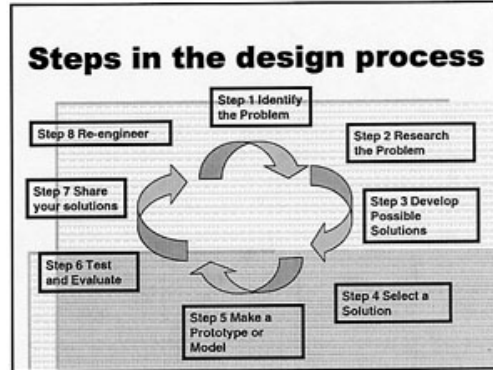 Steps in the design process
Step 1 Identify
the Problem
Step 2 Research
the Problem
Step 3 Develop
Possible
Solutions
Step 4 Select a
Solution
Step 5 Make a
Prototype or
Model
Step 6 Test
and Evaluate
Step 7 Share
your solutions
Step 8 Re-engineer